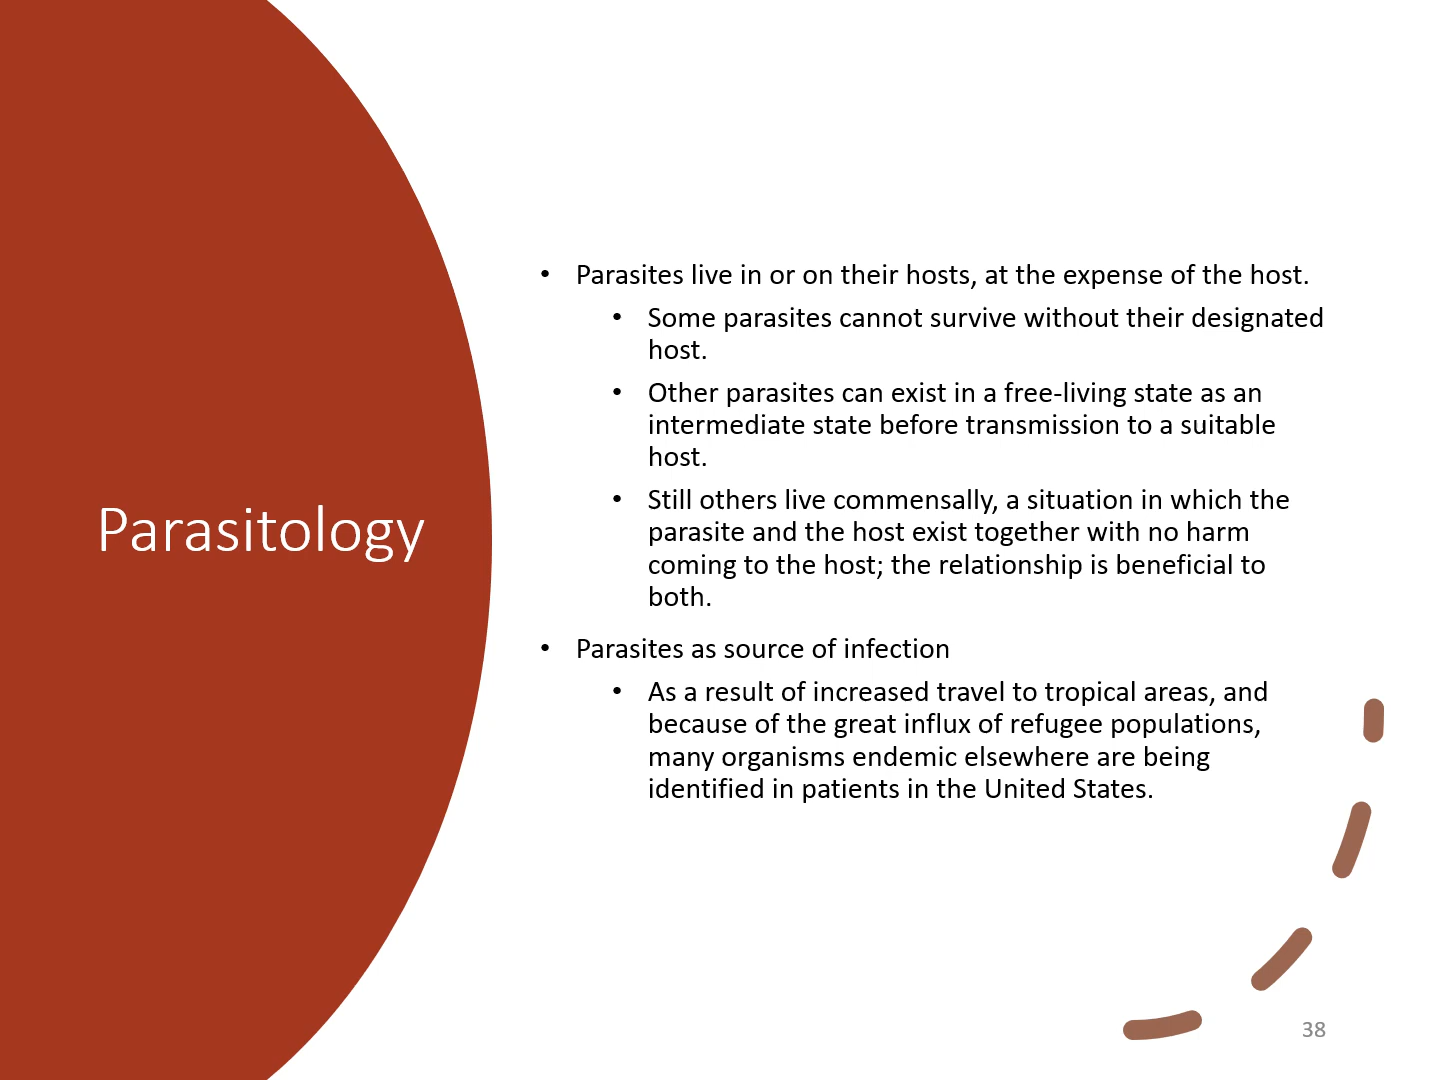 Parasitology
• Parasites live in or on their hosts, at the expense of the host.
• Some parasites cannot survive without their designated
host.
• Other parasites can exist in a free-living state as an
intermediate state before transmission to a suitable
host.
• Still others live commensally, a situation in which the
parasite and the host exist together with no harm
coming to the host; the relationship is beneficial to
both.
• Parasites as source of infection
• As a result of increased travel to tropical areas, and
because of the great influx of refugee populations,
many organisms endemic elsewhere are being
identified in patients in the United States.
38